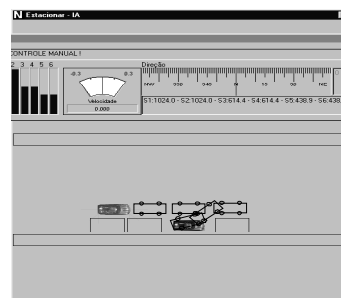 N Estacionar - IA
CONTROLE MANUAL !
2 3 4 5 6
-0.3 0.3
Velocidade
0.000
Direção
S1:1024.0 - S2:1024.0 - S3:614.4 - S4:614.4 - S5:438.9 - S6:438.